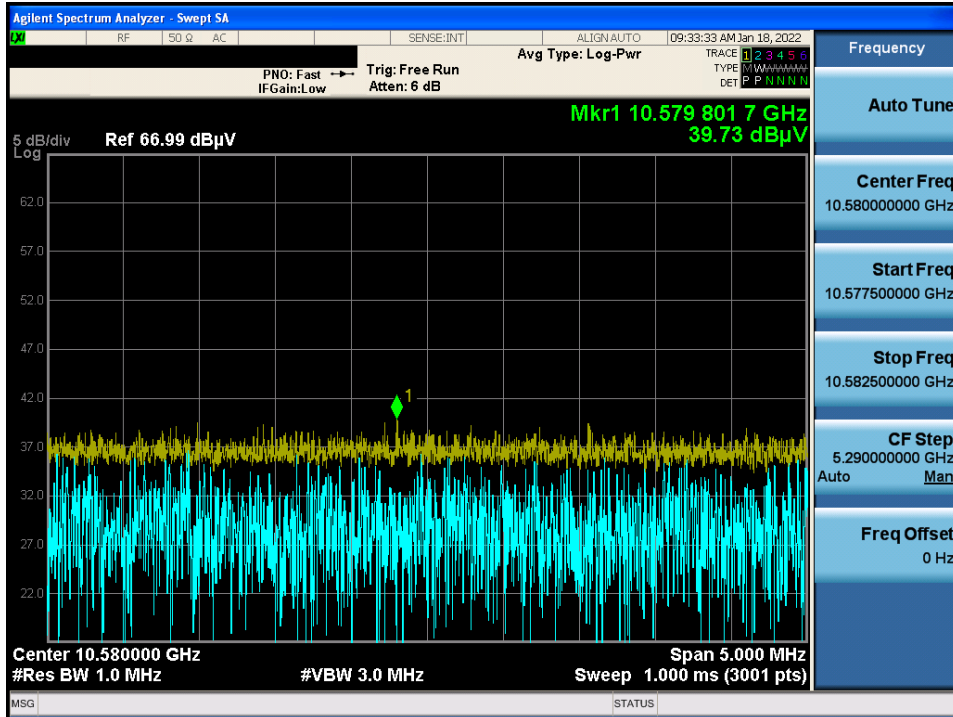 Agilent Spectrum Analyzer - Swept SA
LXI RF 50 Ω AC SENSE:INT ALIGNAUTO 09:33:33 AM Jan 18, 2022
PNO: Fast
IFGain:Low
Trig: Free Run
Atten: 6 dB
Avg Type: Log-Pwr
TRACE 1 2 3 4 5 6
TYPE M WWWWW
DET P P N N N N
Mkr1 10.579 801 7 GHz
39.73 dBµV
5 dB/div Ref 66.99 dBµV
Log
62.0
57.0
52.0
47.0
42.0
37.0
32.0
27.0
22.0
1
Center 10.580000 GHz Span 5.000 MHz
#Res BW 1.0 MHz #VBW 3.0 MHz Sweep 1.000 ms (3001 pts)
MSG STATUS
Frequency
Auto Tune
Center Freq
10.580000000 GHz
Start Freq
10.577500000 GHz
Stop Freq
10.582500000 GHz
CF Step
5.290000000 GHz
Auto Man
Freq Offset
0 Hz